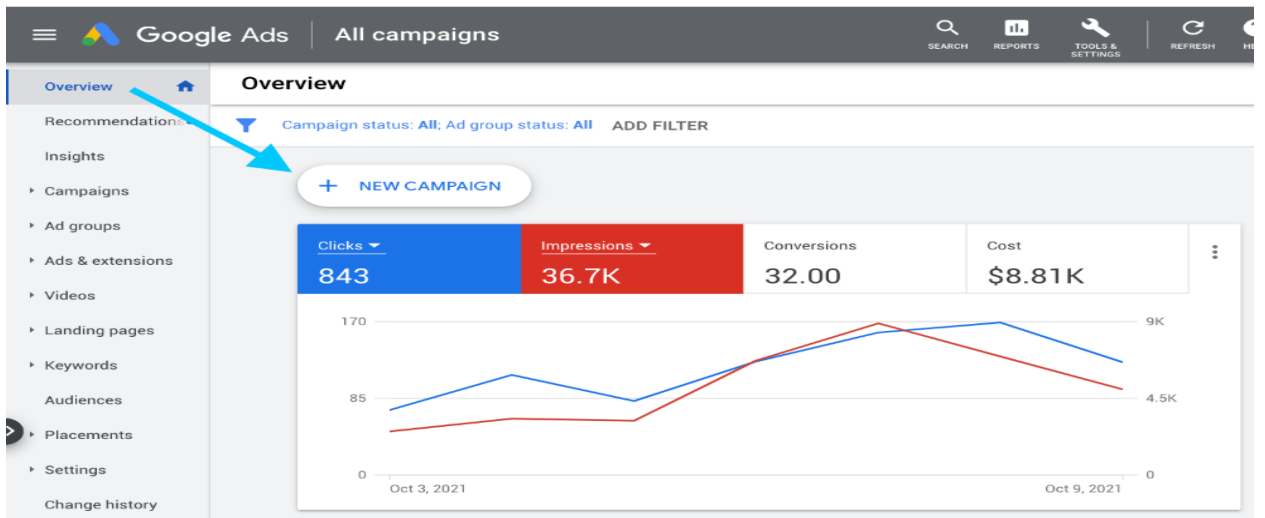 Google Ads All campaigns
SEARCH
REPORTS
TOOLS &
SETTINGS
REFRESH
Overview
Recommendation
Insights
Campaigns
Ad groups
Ads & extensions
Videos
Landing pages
Keywords
Audiences
Placements
Settings
Change history
Overview
Campaign status: All; Ad group status: All ADD FILTER
+ NEW CAMPAIGN
Clicks
843
Impressions
36.7K
Conversions
32.00
Cost
$8.81K
170
9K
85
4.5K
0
0
Oct 3, 2021
Oct 9, 2021